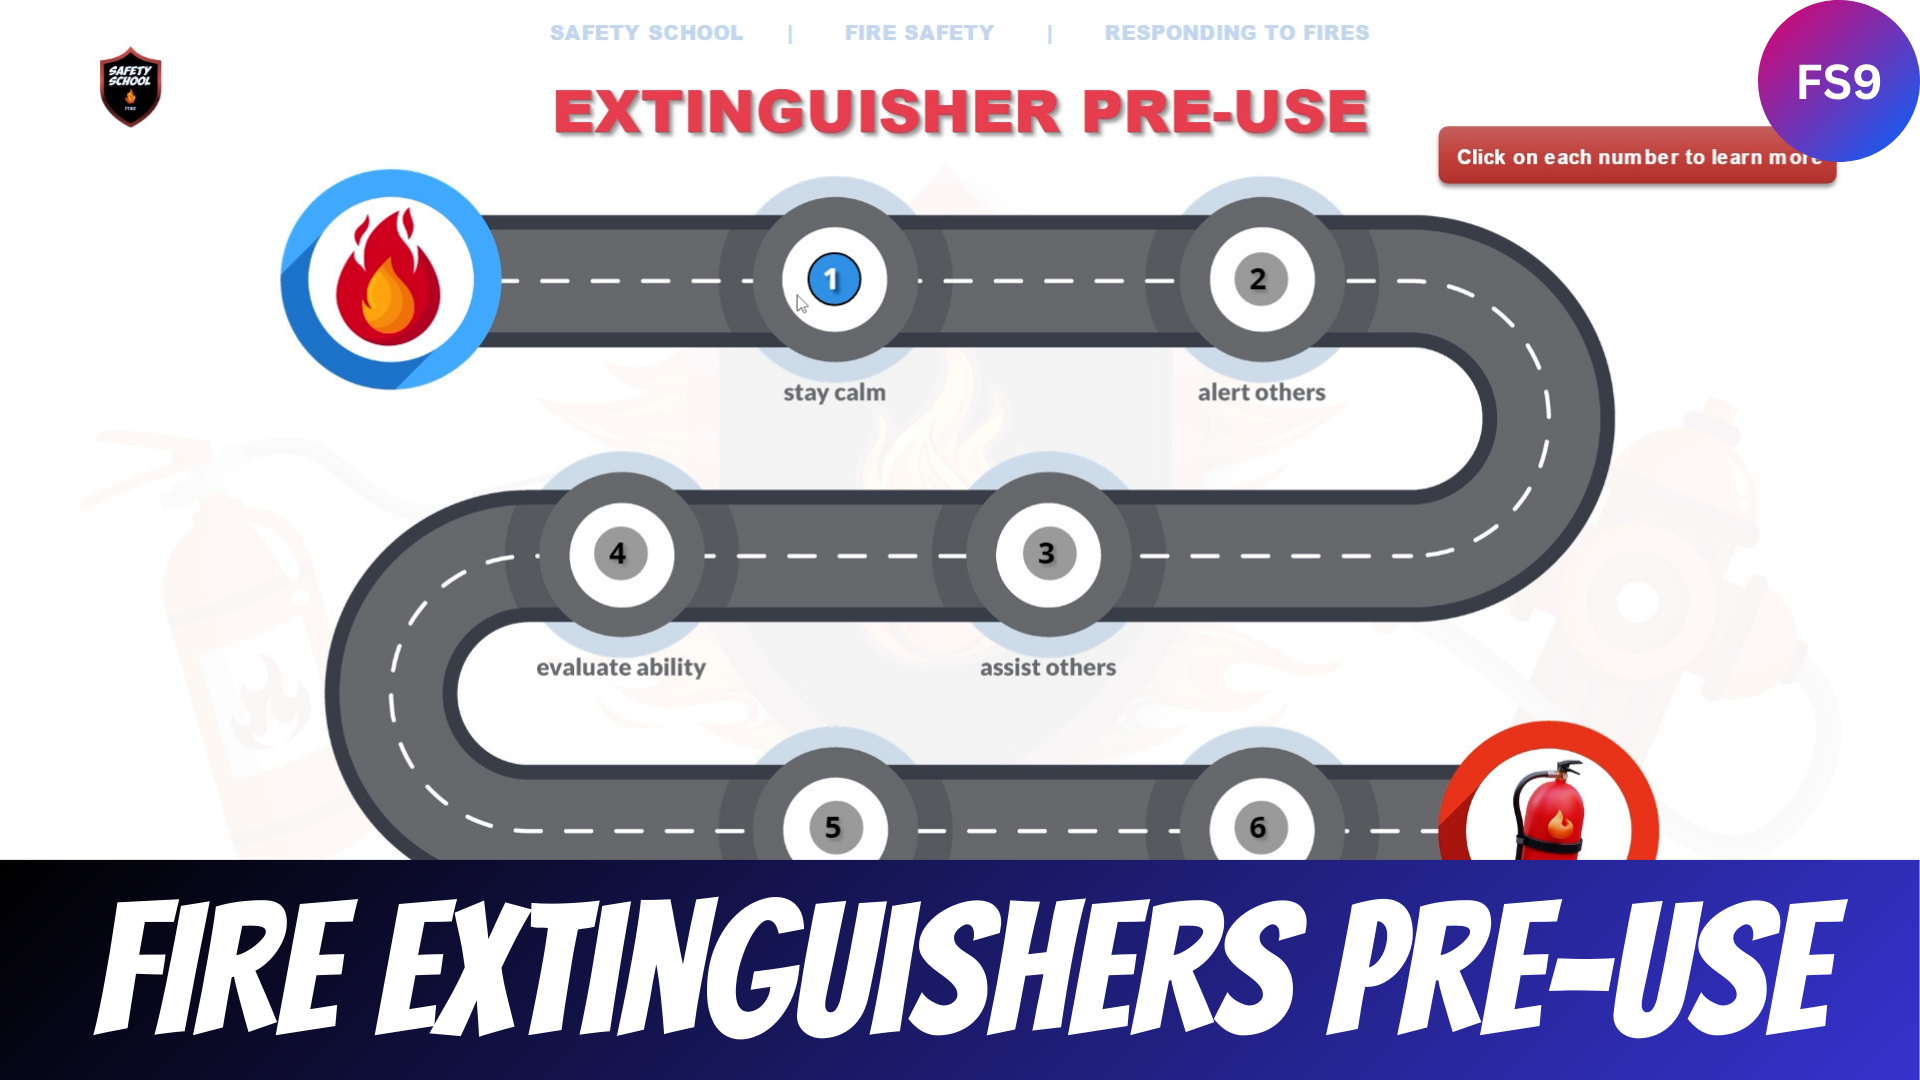 SAFETY SCHOOL | FIRE SAFETY | RESPONDING TO FIRES
FS9
SAFETY
SCHOOL
FIRE
EXTINGUISHER PRE-USE
Click on each number to learn more
1
2
stay calm
alert others
4
3
evaluate ability
assist others
5
6
FIRE EXTINGUISHERS PRE-USE